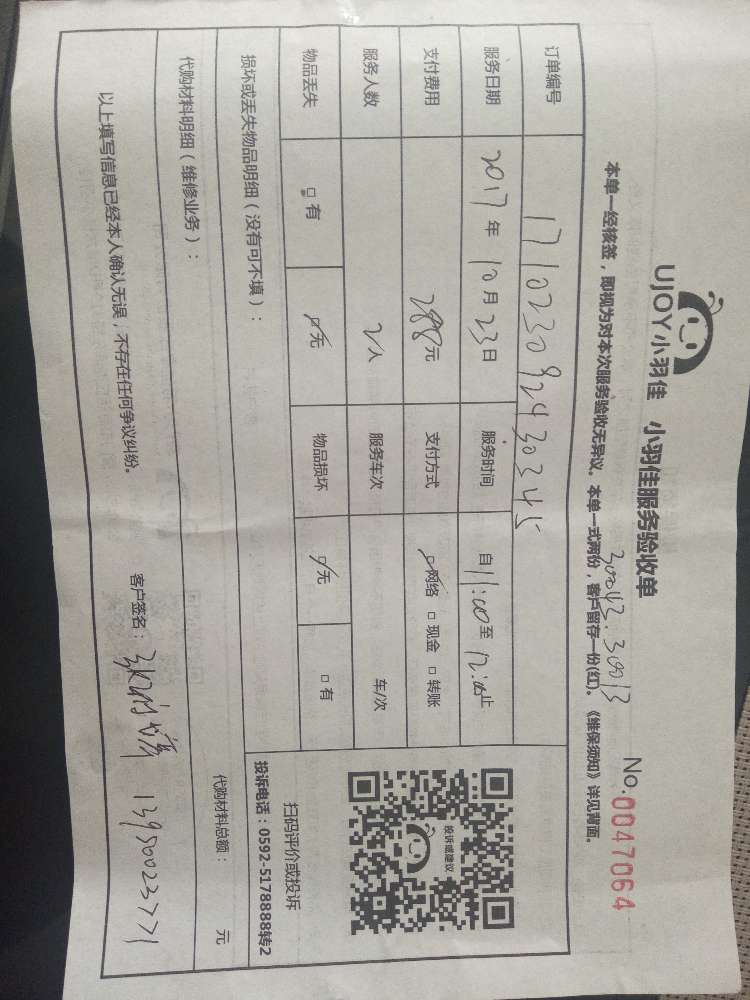 UJOY小羽佳 小羽佳服务验收单
No.0047064
30042.30013
本单一经核签，即视为对本次服务验收无异议。本单一式两份，客户留存一份(红)。《维保须知》详见背面。
订单编号 171023092430345
服务日期 2017年10月23日 服务时间 自11:00至12:00止
支付费用 288元 支付方式 ☑网络 □现金 □转账
服务人数 2人 服务车次 车/次
物品丢失 □有 ☑无 物品损坏 ☑无 □有
投诉或建议
扫码评价或投诉
投诉电话：0592-5178888转2
损坏或丢失物品明细（没有可不填）：
代购材料明细（维修业务）： 代购材料总额： 元
以上填写信息已经本人确认无误，不存在任何争议纠纷。 客户签名： 13950023771